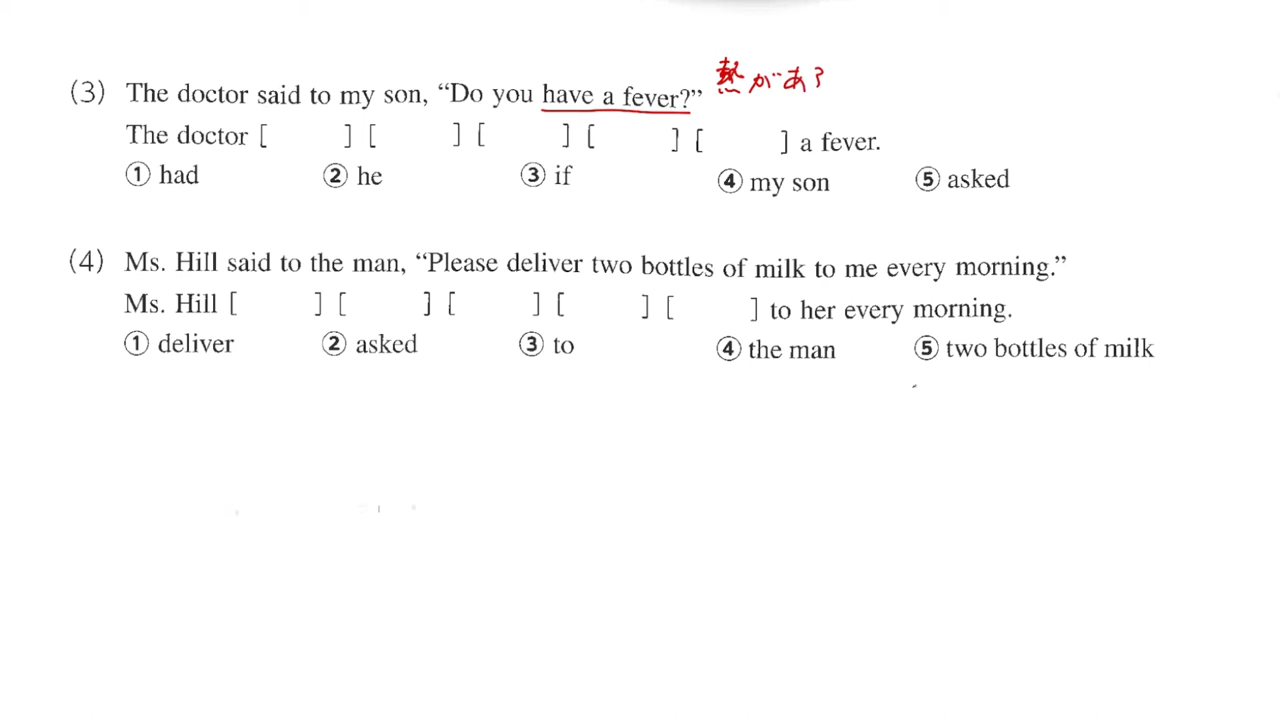 (3) The doctor said to my son, “Do you have a fever?” 熱がある
The doctor [ ] [ ] [ ] [ ] [ ] a fever.
① had ② he ③ if ④ my son ⑤ asked
(4) Ms. Hill said to the man, “Please deliver two bottles of milk to me every morning.”
Ms. Hill [ ] [ ] [ ] [ ] [ ] to her every morning.
① deliver ② asked ③ to ④ the man ⑤ two bottles of milk